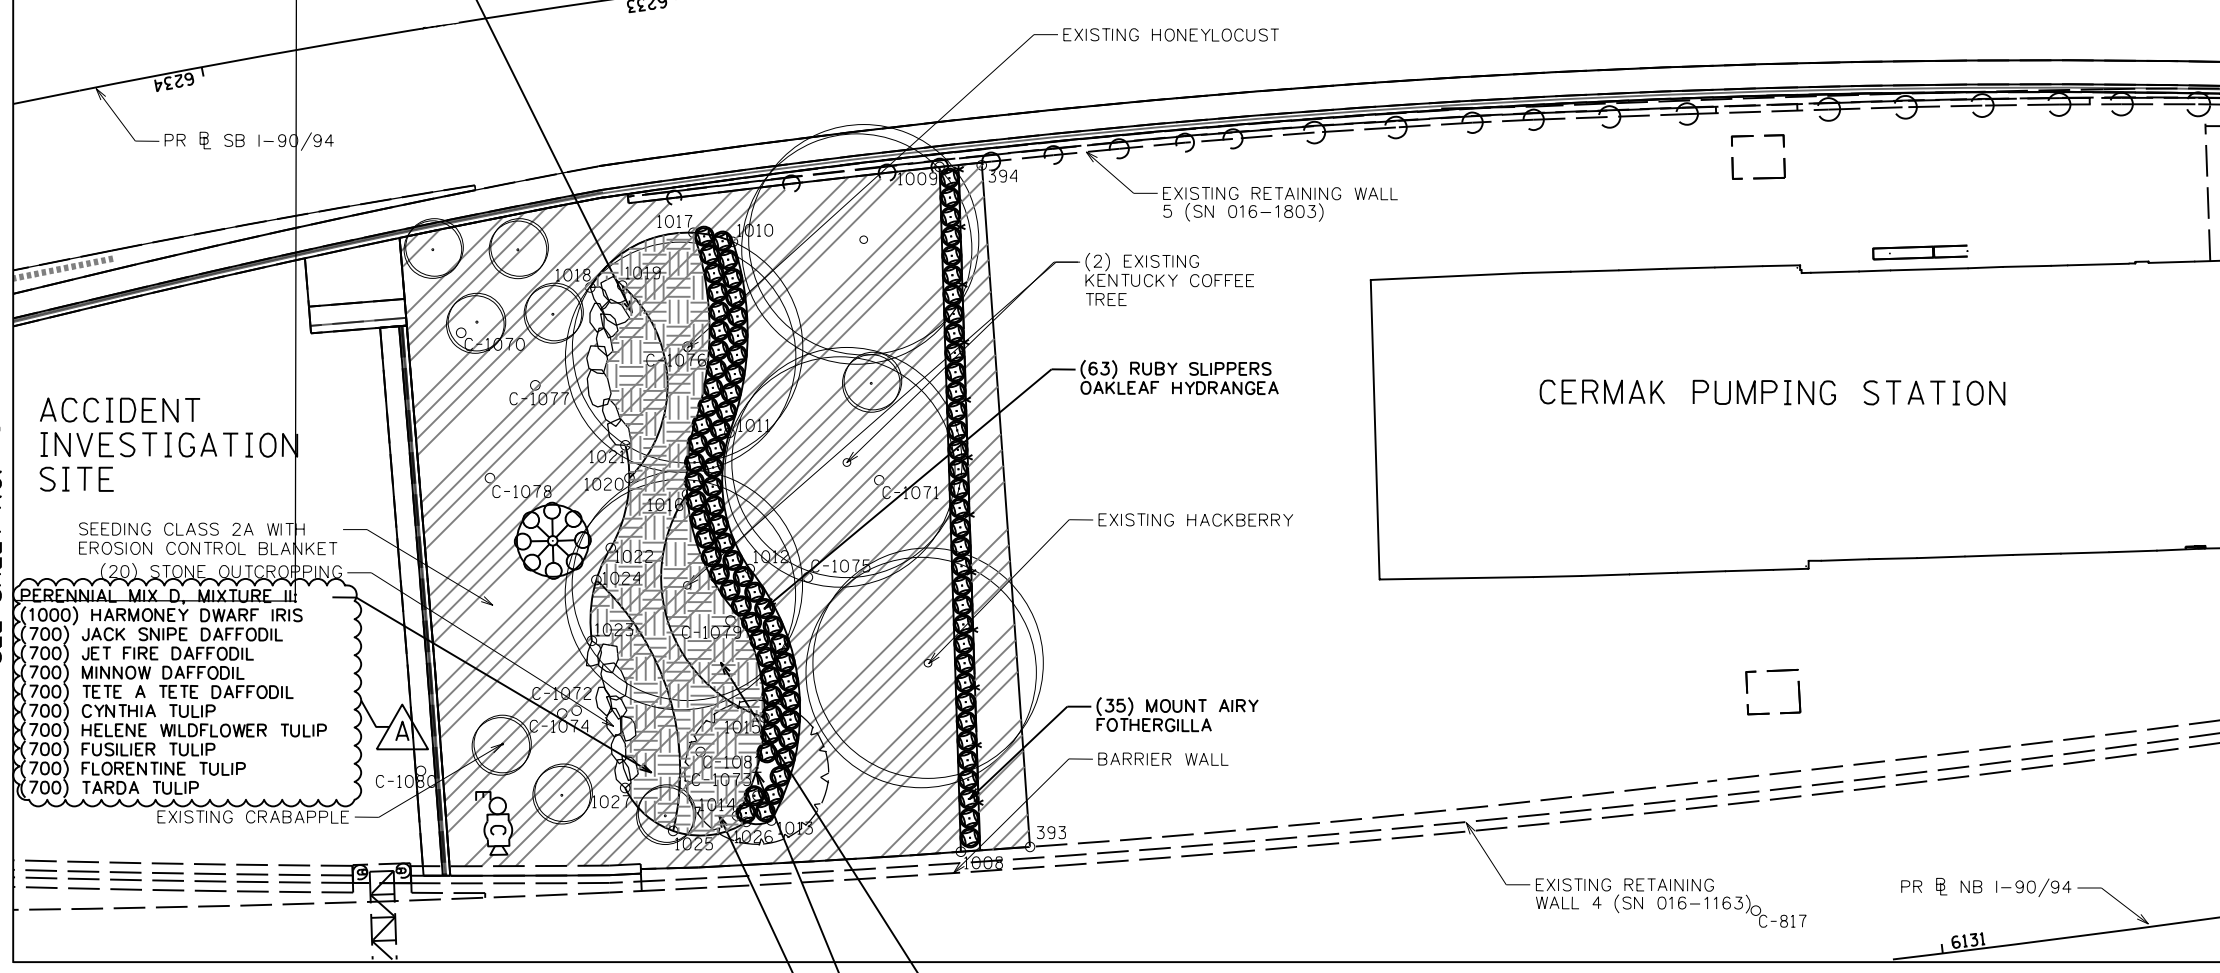 6233
6234
PR BL SB I-90/94
EXISTING HONEYLOCUST
1009
394
EXISTING RETAINING WALL
5 (SN 016-1803)
1017
1010
1018
1019
(2) EXISTING
KENTUCKY COFFEE
TREE
C-1070
C-1076
(63) RUBY SLIPPERS
OAKLEAF HYDRANGEA
CERMAK PUMPING STATION
C-1077
ACCIDENT
INVESTIGATION
SITE
1011
1021
1020
C-1078
C-1071
1016
EXISTING HACKBERRY
SEEDING CLASS 2A WITH
EROSION CONTROL BLANKET
1022
1012
C-1075
(20) STONE OUTCROPPING
1024
PERENNIAL MIX D, MIXTURE II:
(1000) HARMONEY DWARF IRIS
(700) JACK SNIPE DAFFODIL
(700) JET FIRE DAFFODIL
(700) MINNOW DAFFODIL
(700) TETE A TETE DAFFODIL
(700) CYNTHIA TULIP
(700) HELENE WILDFLOWER TULIP
(700) FUSILIER TULIP
(700) FLORENTINE TULIP
(700) TARDA TULIP
1023
C-1079
C-1072
C-1074
A
1015
(35) MOUNT AIRY
FOTHERGILLA
BARRIER WALL
C-108
C-1073
C-1080
1027
1014
EXISTING CRABAPPLE
E
C
1013
1026
1025
393
1008
EXISTING RETAINING
WALL 4 (SN 016-1163)
C-817
PR BL NB I-90/94
6131